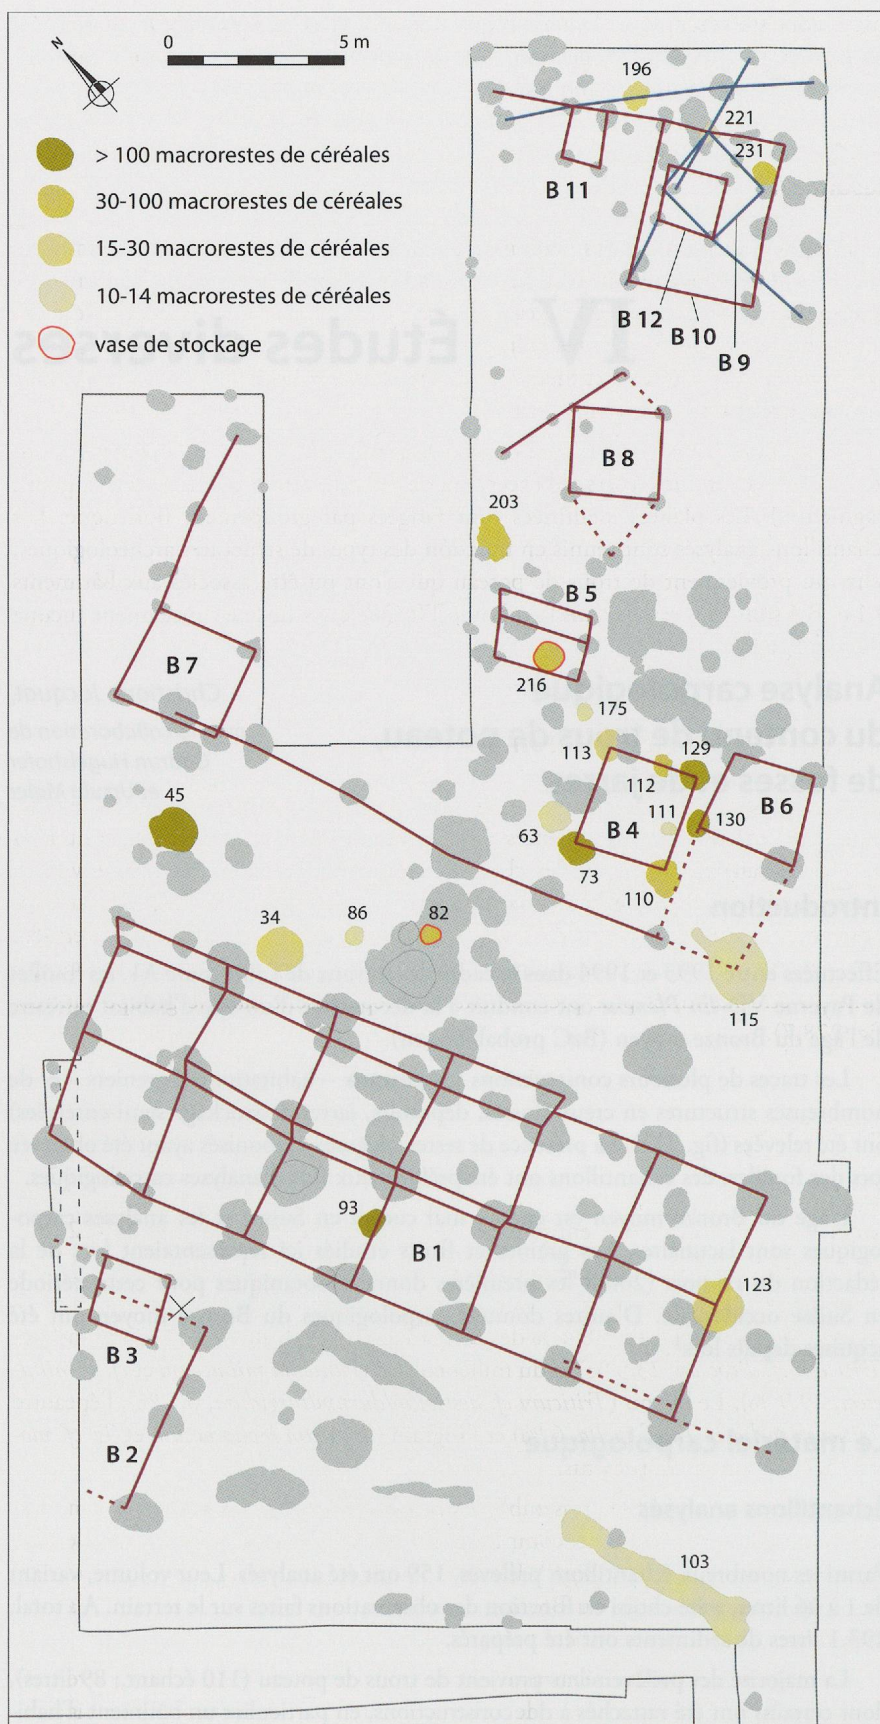 N
0 5 m
> 100 macrorestes de céréales
30-100 macrorestes de céréales
15-30 macrorestes de céréales
10-14 macrorestes de céréales
vase de stockage
196
221
231
B 11
B 12
B 10
B 9
B 8
203
B 5
B 7
216
175
113
129
112
45
111
B 6
63
B 4
130
73
110
34
86
82
115
93
B 1
123
B 3
B 2
103